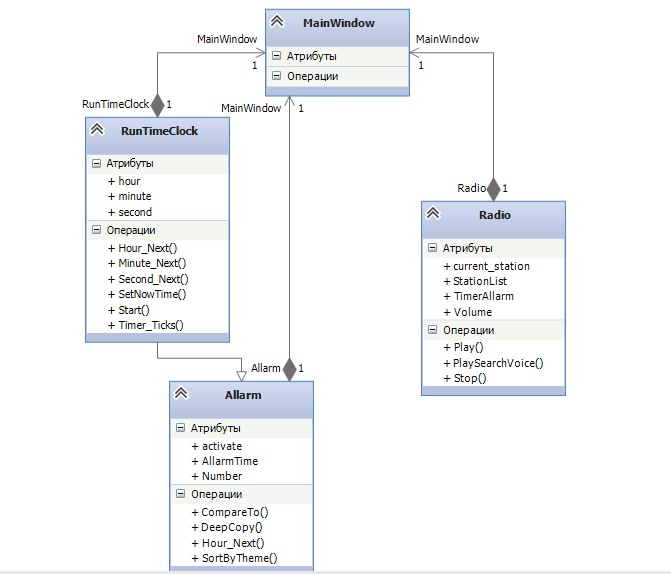 MainWindow
Атрибуты
Операции
MainWindow
1
MainWindow
1
MainWindow
1
RunTimeClock
1
RunTimeClock
Атрибуты
+ hour
+ minute
+ second
Операции
+ Hour_Next()
+ Minute_Next()
+ Second_Next()
+ SetNowTime()
+ Start()
+ Timer_Ticks()
Radio
1
Radio
Атрибуты
+ current_station
+ StationList
+ TimerAllarm
+ Volume
Операции
+ Play()
+ PlaySearchVoice()
+ Stop()
Allarm
1
Allarm
Атрибуты
+ activate
+ AllarmTime
+ Number
Операции
+ CompareTo()
+ DeepCopy()
+ Hour_Next()
+ SortByTheme()